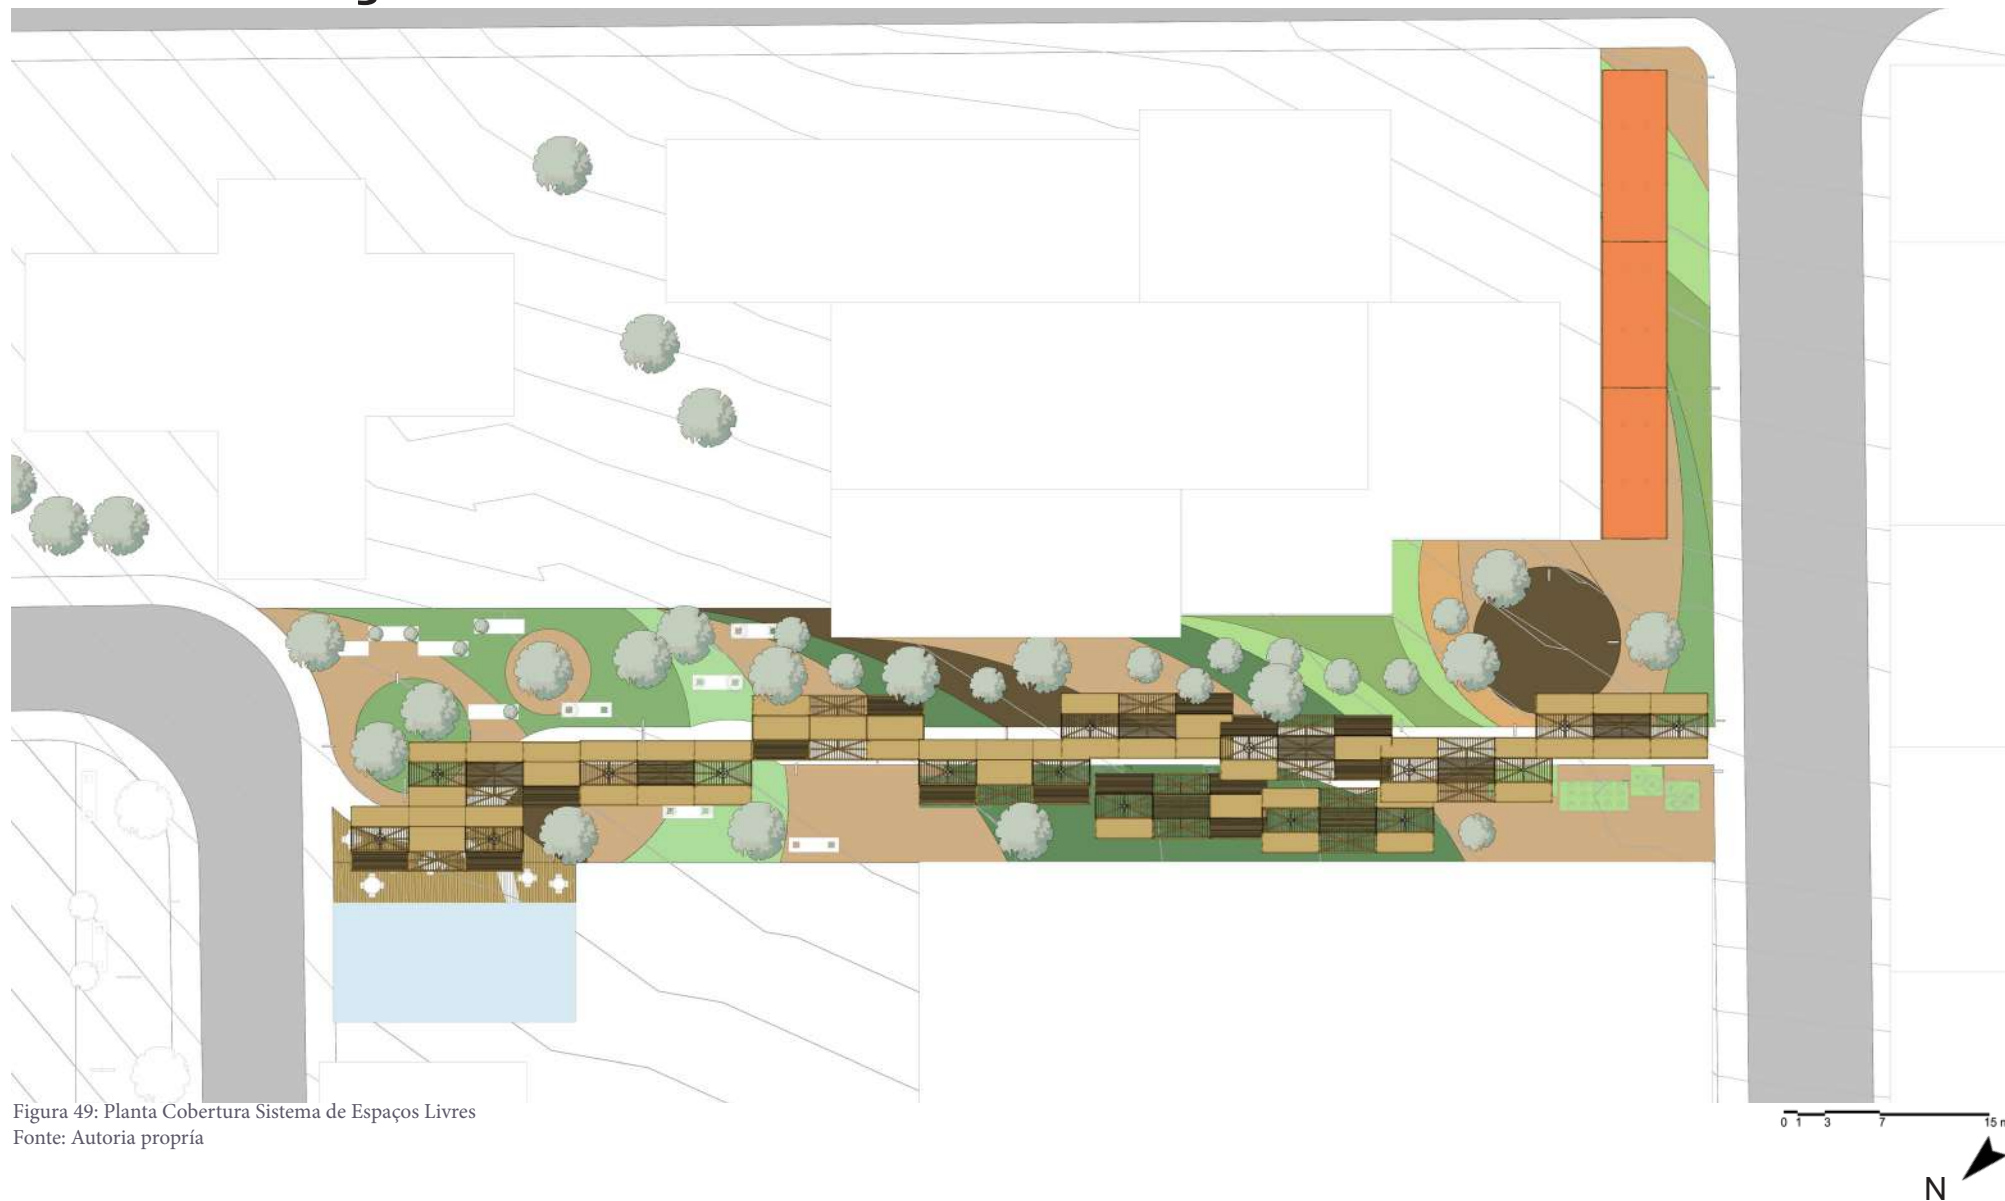 Figura 49: Planta Cobertura Sistema de Espaços Livres
Fonte: Autoria propría
0 1 3 7 15 m
N